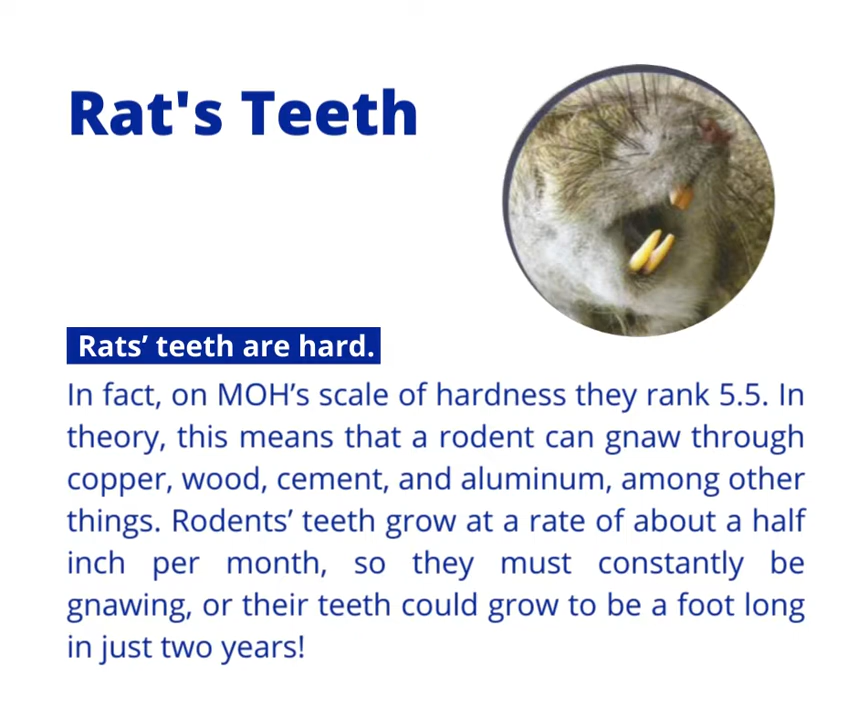 Rat's Teeth
Rats’ teeth are hard.
In fact, on MOH’s scale of hardness they rank 5.5. In
theory, this means that a rodent can gnaw through
copper, wood, cement, and aluminum, among other
things. Rodents’ teeth grow at a rate of about a half
inch per month, so they must constantly be
gnawing, or their teeth could grow to be a foot long
in just two years!